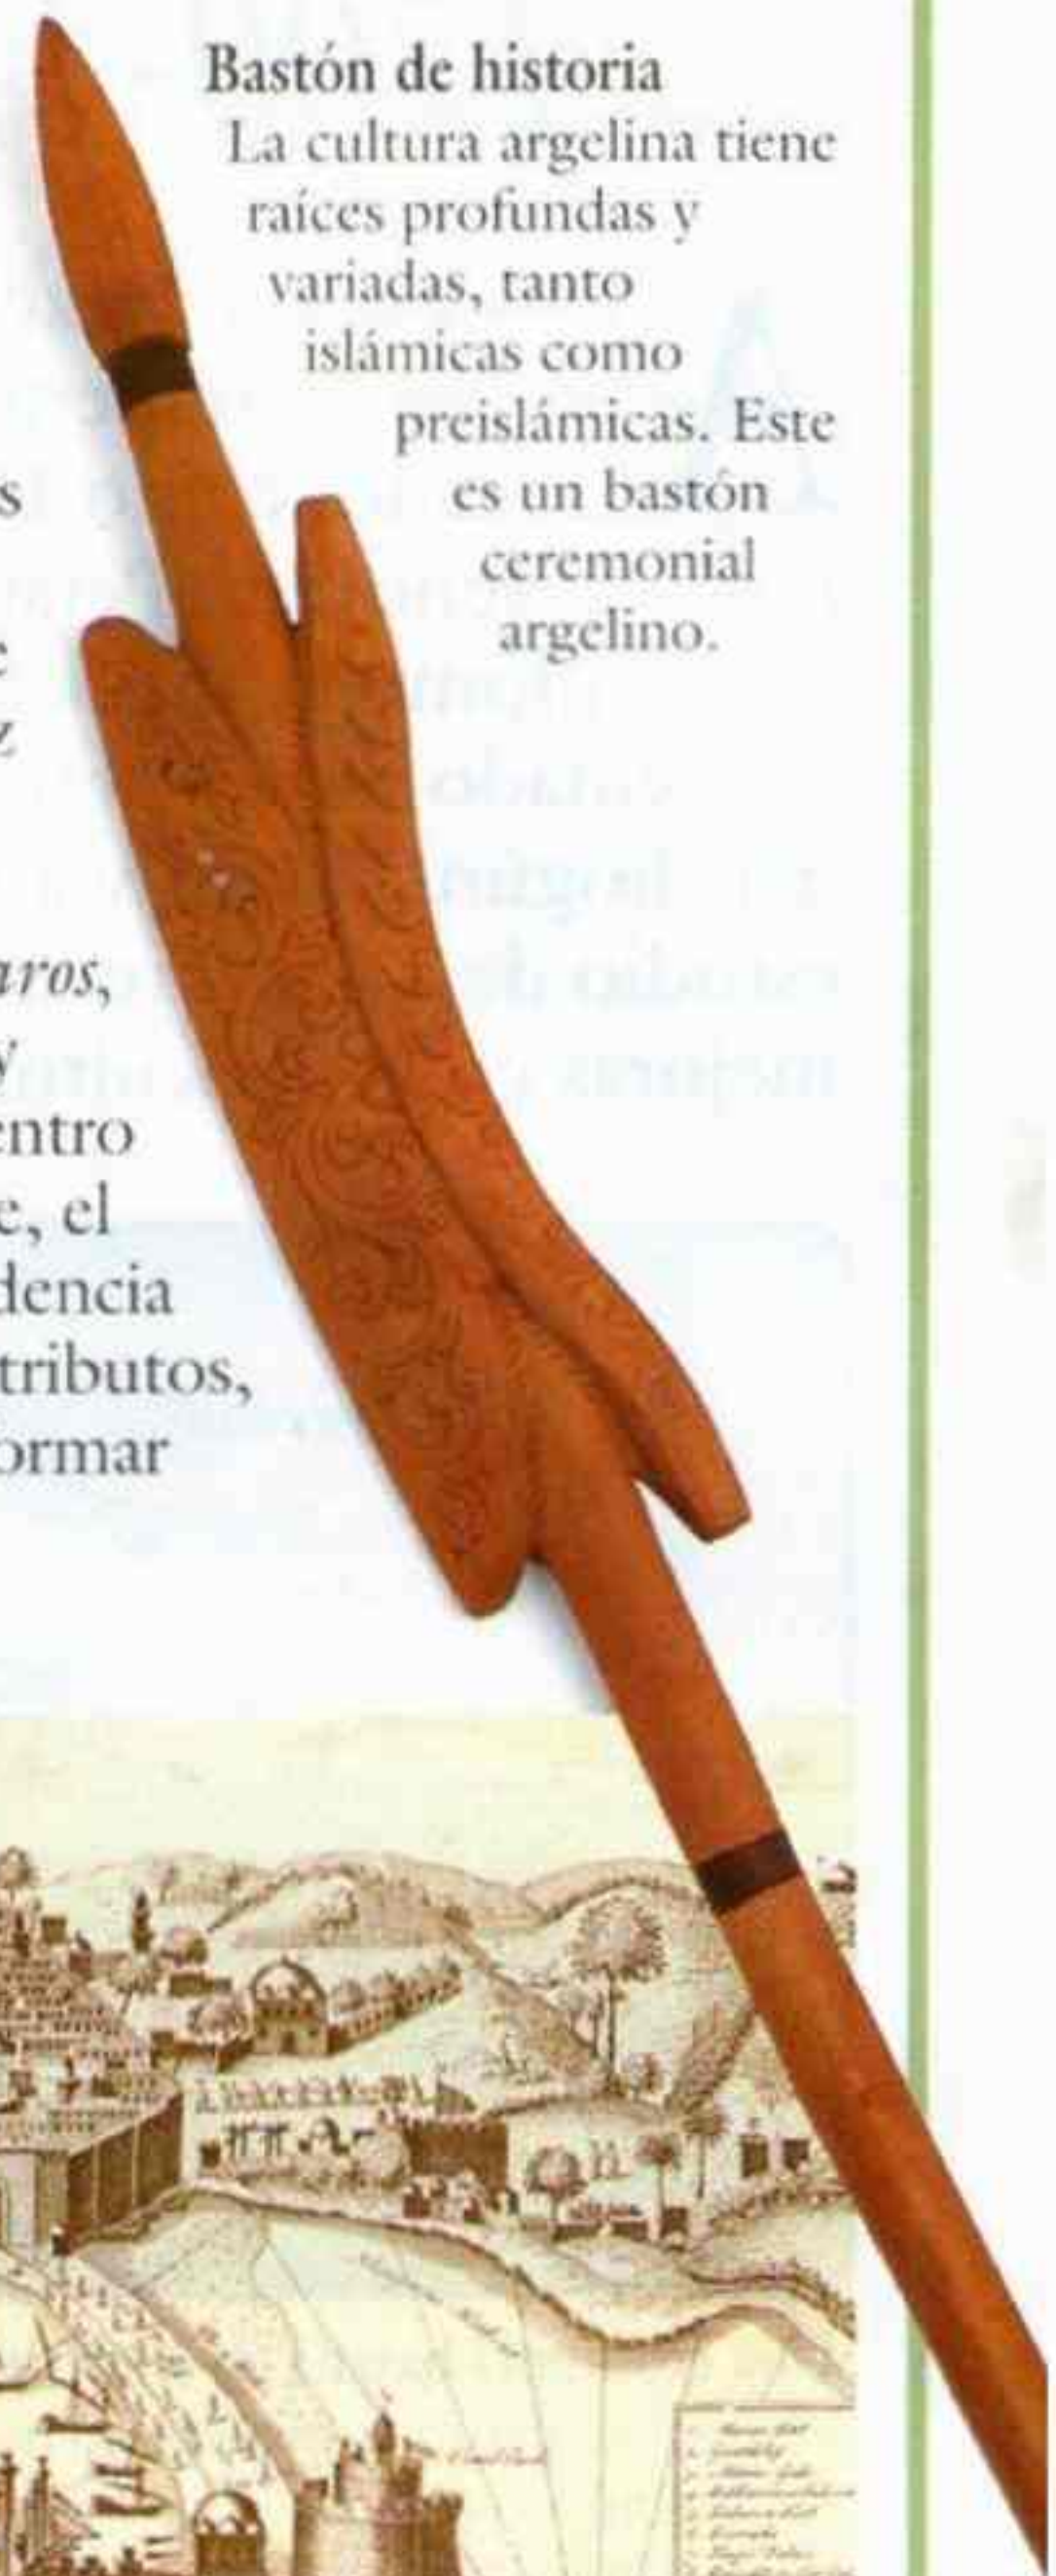 Bastón de historia
La cultura argelina tiene
raíces profundas y
variadas, tanto
islámicas como
preislámicas. Este
es un bastón
ceremonial
argelino.
s
e
z
aros,
y
entro
e, el
dencia
tributos,
ormar